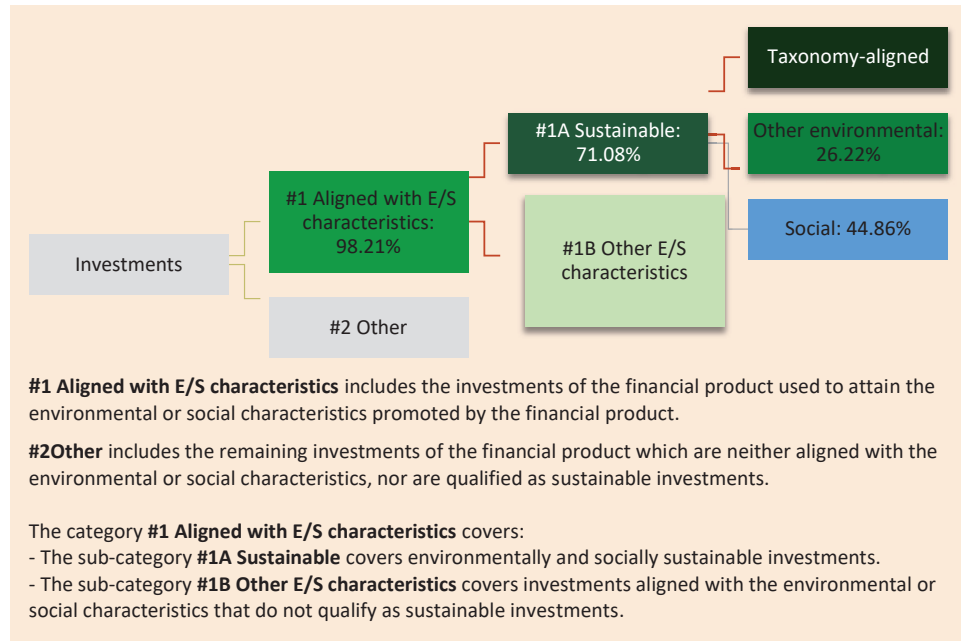 Taxonomy-aligned
#1A Sustainable:
71.08%
Other environmental:
26.22%
#1 Aligned with E/S
characteristics:
98.21%
Social: 44.86%
#1B Other E/S
characteristics
Investments
#2 Other
#1 Aligned with E/S characteristics includes the investments of the financial product used to attain the
environmental or social characteristics promoted by the financial product.
#2Other includes the remaining investments of the financial product which are neither aligned with the
environmental or social characteristics, nor are qualified as sustainable investments.
The category #1 Aligned with E/S characteristics covers:
- The sub-category #1A Sustainable covers environmentally and socially sustainable investments.
- The sub-category #1B Other E/S characteristics covers investments aligned with the environmental or
social characteristics that do not qualify as sustainable investments.